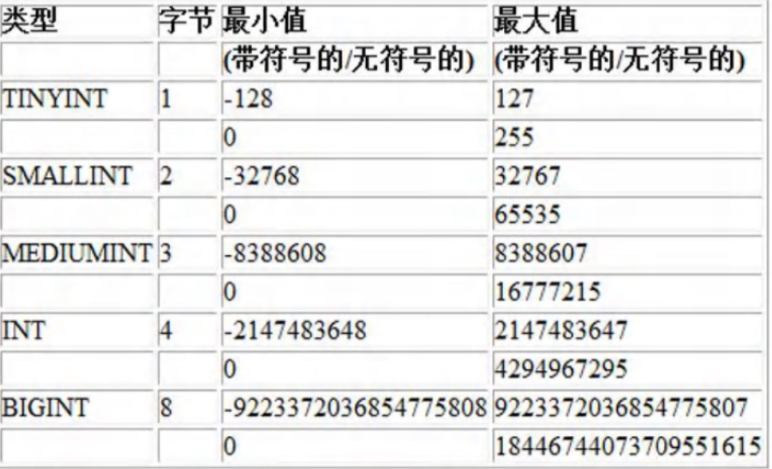 类型 字节 最小值 最大值
(带符号的/无符号的) (带符号的/无符号的)
TINYINT 1 -128 127
0 255
SMALLINT 2 -32768 32767
0 65535
MEDIUMINT 3 -8388608 8388607
0 16777215
INT 4 -2147483648 2147483647
0 4294967295
BIGINT 8 -9223372036854775808 9223372036854775807
0 18446744073709551615